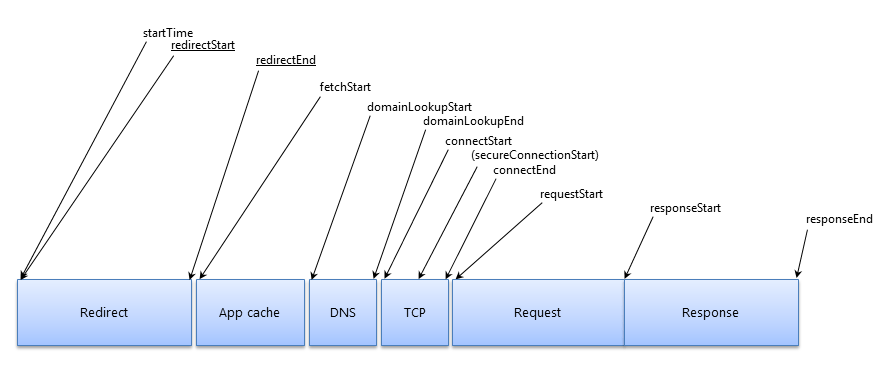 startTime
redirectStart
redirectEnd
fetchStart
domainLookupStart
domainLookupEnd
connectStart
(secureConnectionStart)
connectEnd
requestStart
responseStart
responseEnd
Redirect
App cache
DNS
TCP
Request
Response